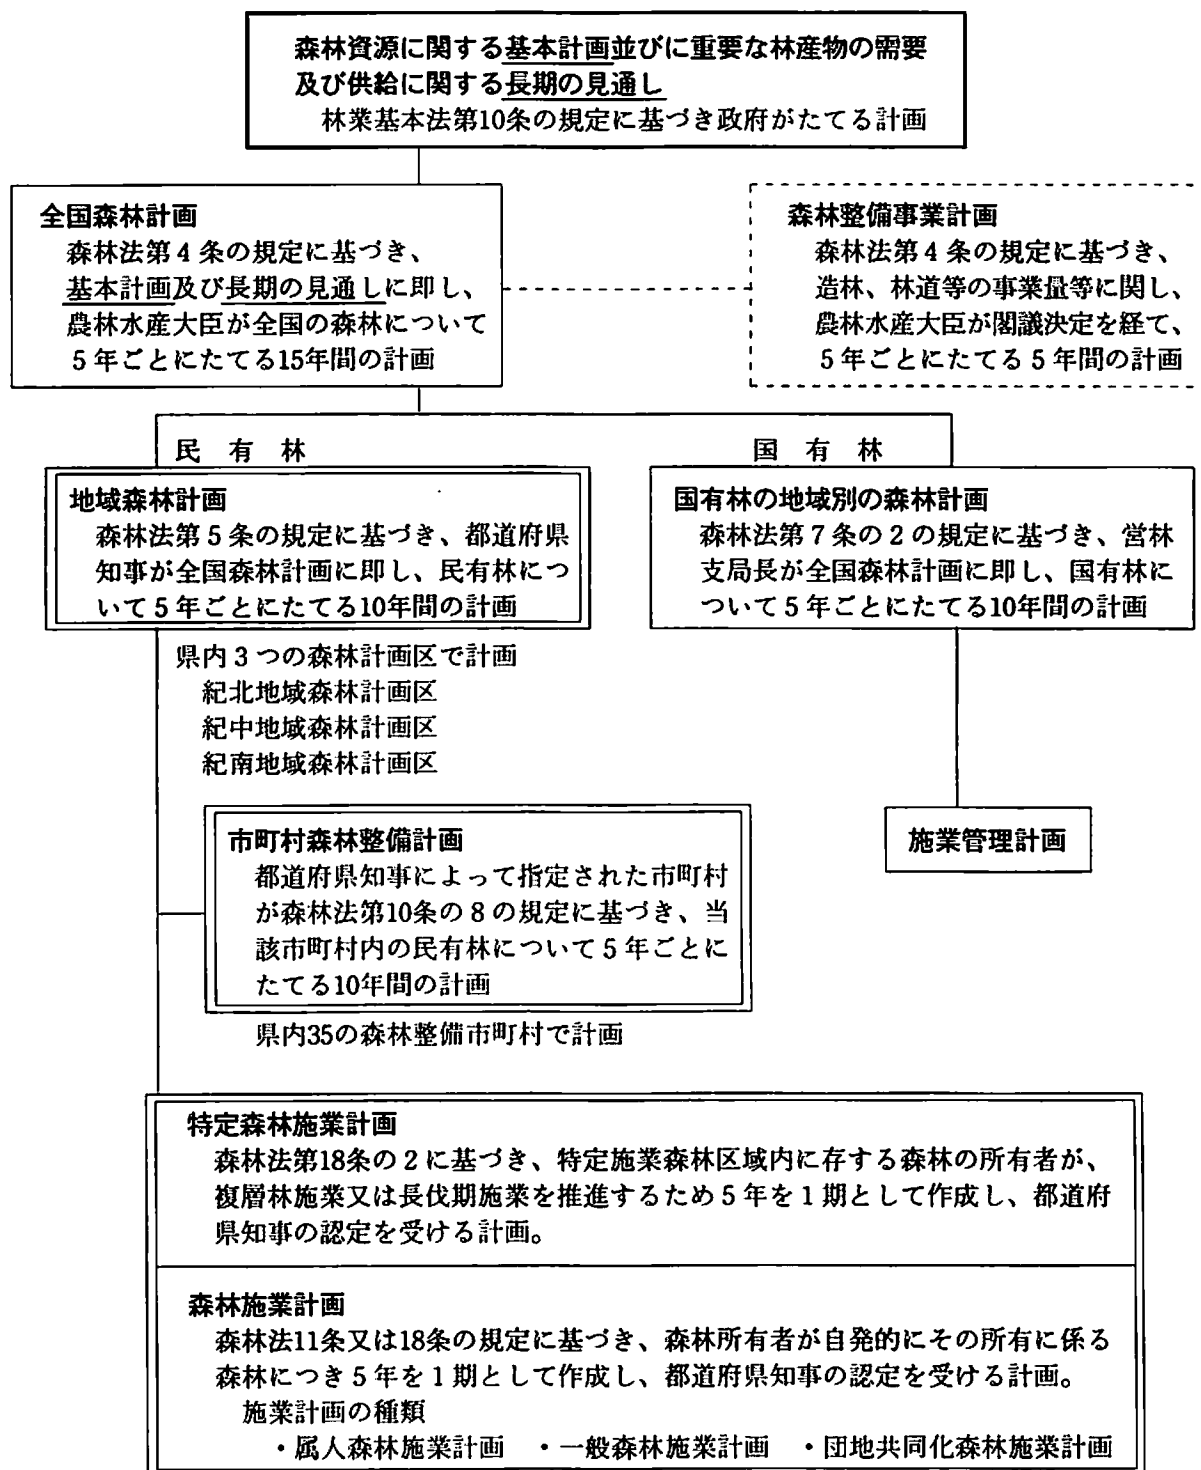 森林資源に関する基本計画並びに重要な林産物の需要
及び供給に関する長期の見通し
林業基本法第10条の規定に基づき政府がたてる計画
全国森林計画
森林法第4条の規定に基づき、
基本計画及び長期の見通しに即し、
農林水産大臣が全国の森林について
5年ごとにたてる15年間の計画
森林整備事業計画
森林法第4条の規定に基づき、
造林、林道等の事業量等に関し、
農林水産大臣が閣議決定を経て、
5年ごとにたてる5年間の計画
民有林
国有林
地域森林計画
森林法第5条の規定に基づき、都道府県
知事が全国森林計画に即し、民有林につ
いて5年ごとにたてる10年間の計画
国有林の地域別の森林計画
森林法第7条の2の規定に基づき、営林
支局長が全国森林計画に即し、国有林に
ついて5年ごとにたてる10年間の計画
県内3つの森林計画区で計画
紀北地域森林計画区
紀中地域森林計画区
紀南地域森林計画区
市町村森林整備計画
都道府県知事によって指定された市町村
が森林法第10条の8の規定に基づき、当
該市町村内の民有林について5年ごとに
たてる10年間の計画
施業管理計画
県内35の森林整備市町村で計画
特定森林施業計画
森林法第18条の2に基づき、特定施業森林区域内に存する森林の所有者が、
複層林施業又は長伐期施業を推進するため5年を1期として作成し、都道府
県知事の認定を受ける計画。
森林施業計画
森林法11条又は18条の規定に基づき、森林所有者が自発的にその所有に係る
森林につき5年を1期として作成し、都道府県知事の認定を受ける計画。
施業計画の種類
・属人森林施業計画 ・一般森林施業計画 ・団地共同化森林施業計画